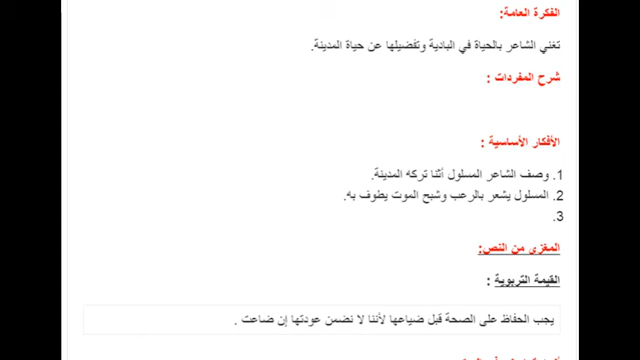 الفكرة العامة:
تغني الشاعر بالحياة في البادية وتفضيلها عن حياة المدينة.
شرح المفردات :
الأفكار الأساسية :
1. وصف الشاعر المسلول أثنا تركه المدينة.
2. المسلول يشعر بالرعب وشبح الموت يطوف به.
3.
المغزى من النص:
القيمة التربوية :
يجب الحفاظ على الصحة قبل ضياعها لأننا لا نضمن عودتها إن ضاعت .